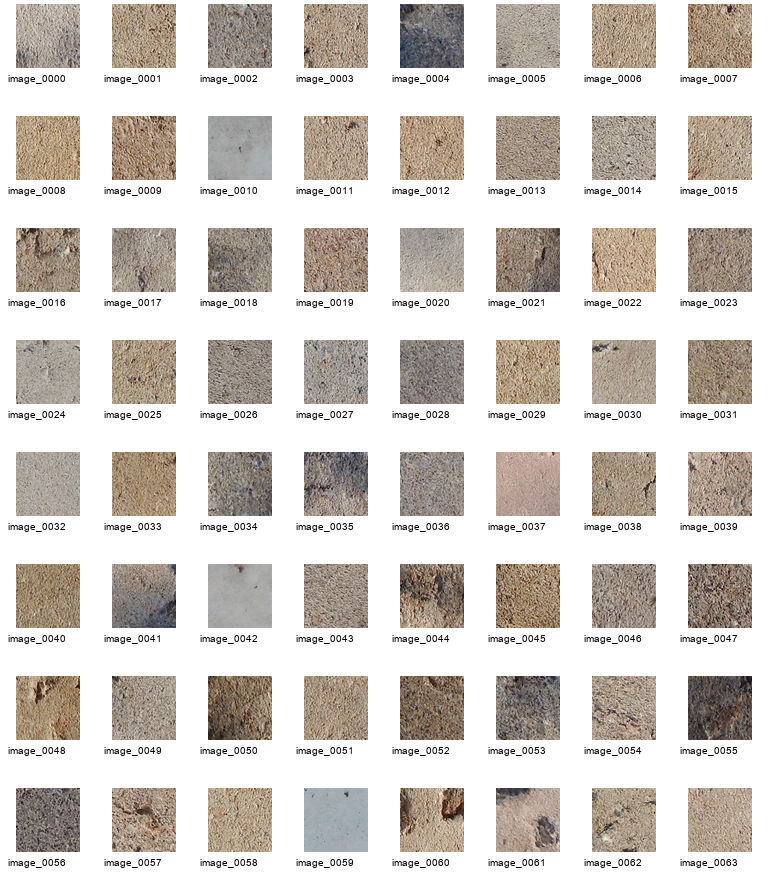 image_0000 image_0001 image_0002 image_0003 image_0004 image_0005 image_0006 image_0007
image_0008 image_0009 image_0010 image_0011 image_0012 image_0013 image_0014 image_0015
image_0016 image_0017 image_0018 image_0019 image_0020 image_0021 image_0022 image_0023
image_0024 image_0025 image_0026 image_0027 image_0028 image_0029 image_0030 image_0031
image_0032 image_0033 image_0034 image_0035 image_0036 image_0037 image_0038 image_0039
image_0040 image_0041 image_0042 image_0043 image_0044 image_0045 image_0046 image_0047
image_0048 image_0049 image_0050 image_0051 image_0052 image_0053 image_0054 image_0055
image_0056 image_0057 image_0058 image_0059 image_0060 image_0061 image_0062 image_0063